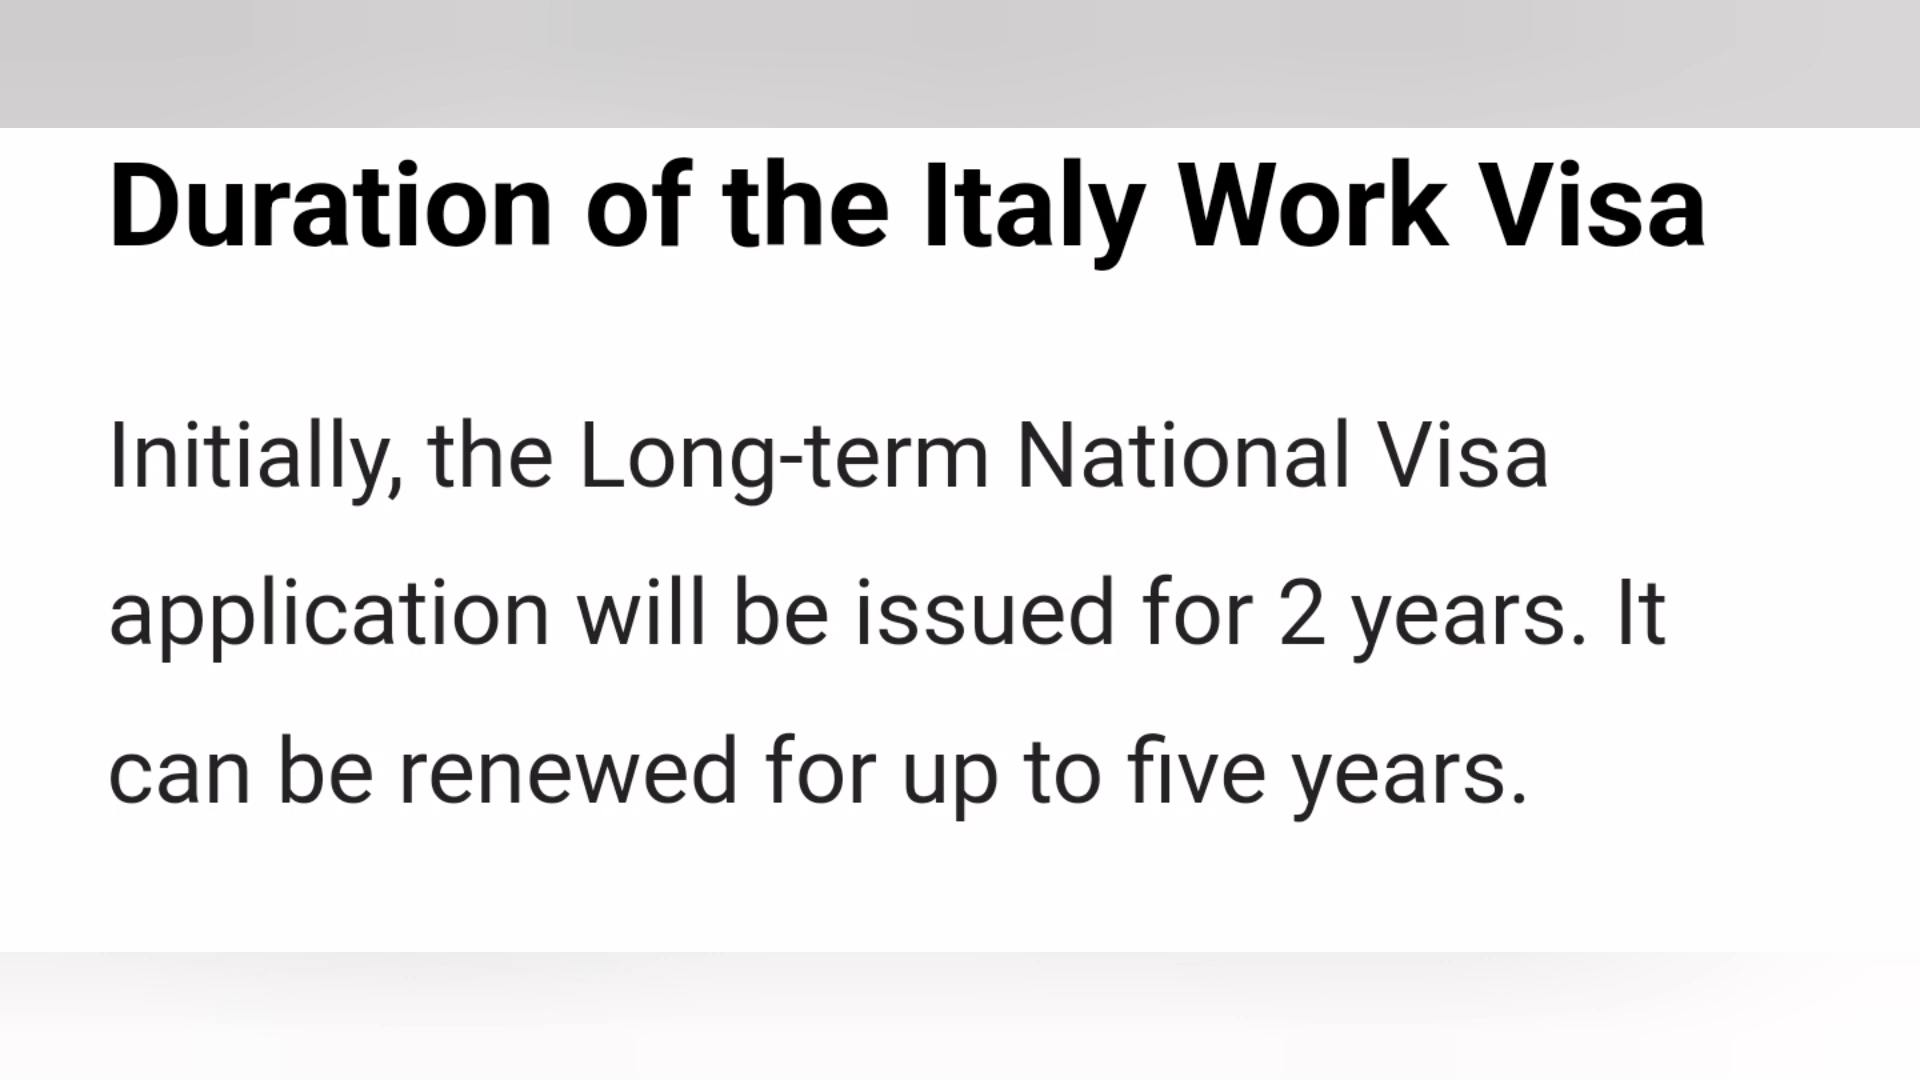 Duration of the Italy Work Visa
Initially, the Long-term National Visa
application will be issued for 2 years. It
can be renewed for up to five years.